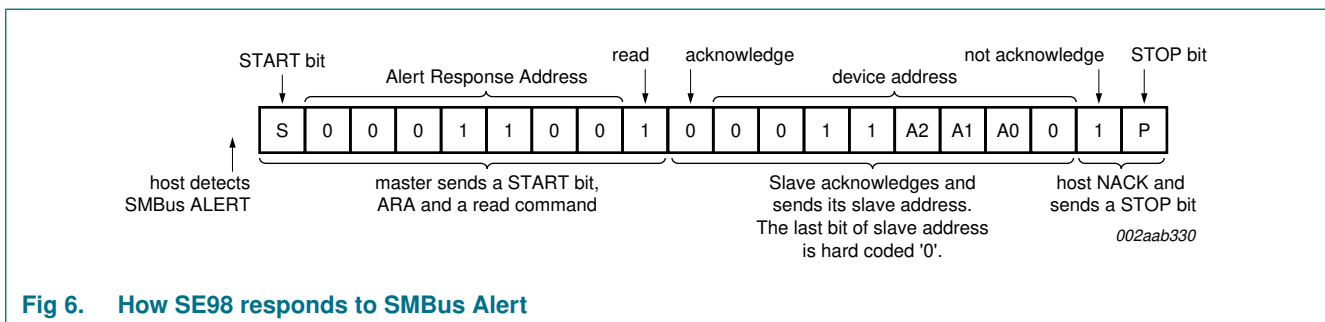 START bit
Alert Response Address
read
acknowledge
device address
not acknowledge
STOP bit
S 0 0 0 1 1 0 0 1 0 0 0 1 1 A2 A1 A0 0 1 P
host detects
SMBus ALERT
master sends a START bit,
ARA and a read command
Slave acknowledges and
sends its slave address.
The last bit of slave address
is hard coded '0'.
host NACK and
sends a STOP bit
002aab330
Fig 6. How SE98 responds to SMBus Alert